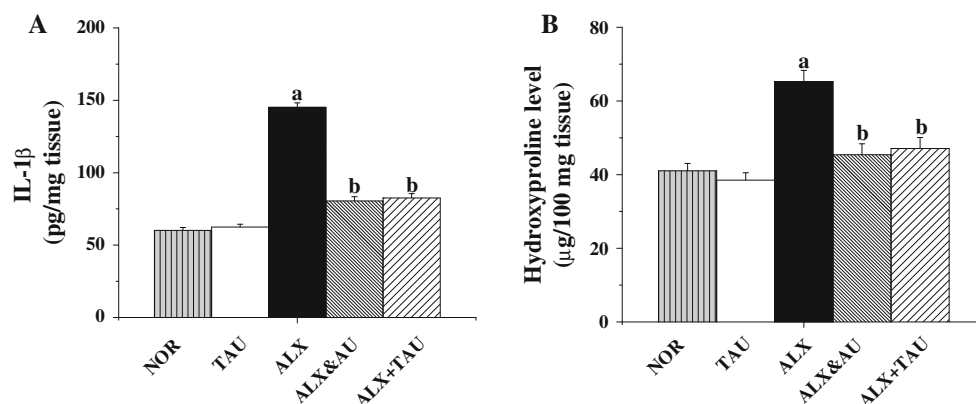 A
IL-1β
(pg/mg tissue)
200
150
100
50
0
a
b
b
NOR
TAU
ALX
ALX&AU
ALX+TAU
B
Hydroxyproline level
(μg/100 mg tissue)
80
60
40
20
0
a
b
b
NOR
TAU
ALX
ALX&AU
ALX+TAU